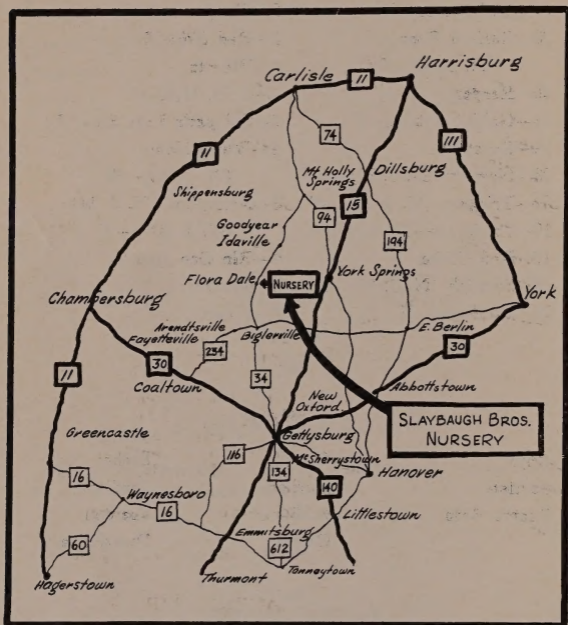 Harrisburg
Carlisle
11
74
111
11
Mt Holly
Springs
Dillsburg
Shippensburg
15
94
194
Goodyear
Idaville
Flora Dale
NURSERY
York Springs
Chambersburg
York
Arendtsville
Fayetteville
Biglerville
E. Berlin
234
30
30
Coaltown
11
34
Abbottstown
New
Oxford
SLAYBAUGH BROS.
NURSERY
Greencastle
Gettysburg
116
McSherrystown
134
Hanover
16
140
Waynesboro
16
Littlestown
Emmitsburg
60
612
Hagerstown
Thurmont
Tonneytown